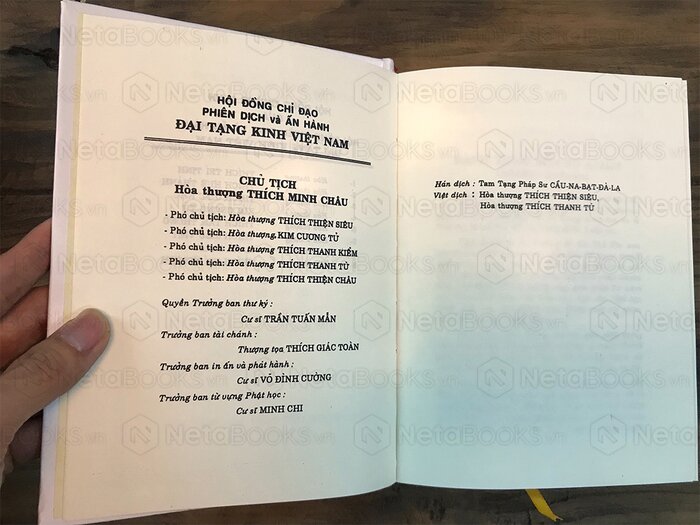 HỘI ĐỒNG CHỈ ĐẠO
PHIÊN DỊCH và ẤN HÀNH
ĐẠI TẠNG KINH VIỆT NAM
CHỦ TỊCH
Hòa thượng THÍCH MINH CHÂU
- Phó chủ tịch: Hòa thượng THÍCH THIỆN SIÊU
- Phó chủ tịch: Hòa thượng, KIM CƯƠNG TỬ
- Phó chủ tịch: Hòa thượng THÍCH THANH KIỂM
- Phó chủ tịch: Hòa thượng THÍCH THANH TỪ
- Phó chủ tịch: Hòa thượng THÍCH THIỆN CHÂU
Quyền Trưởng ban thư ký :
Cư sĩ TRẦN TUẤN MẪN
Trưởng ban tài chánh :
Thượng tọa THÍCH GIÁC TOÀN
Trưởng ban in ấn và phát hành :
Cư sĩ VÕ ĐÌNH CƯỜNG
Trưởng ban từ vựng Phật học :
Cư sĩ MINH CHI
Hán dịch : Tam Tạng Pháp Sư CẦU-NA-BẠT-ĐÀ-LA
Việt dịch : Hòa thượng THÍCH THIỆN SIÊU,
Hòa thượng THÍCH THANH TỪ
NetaBooks.vn